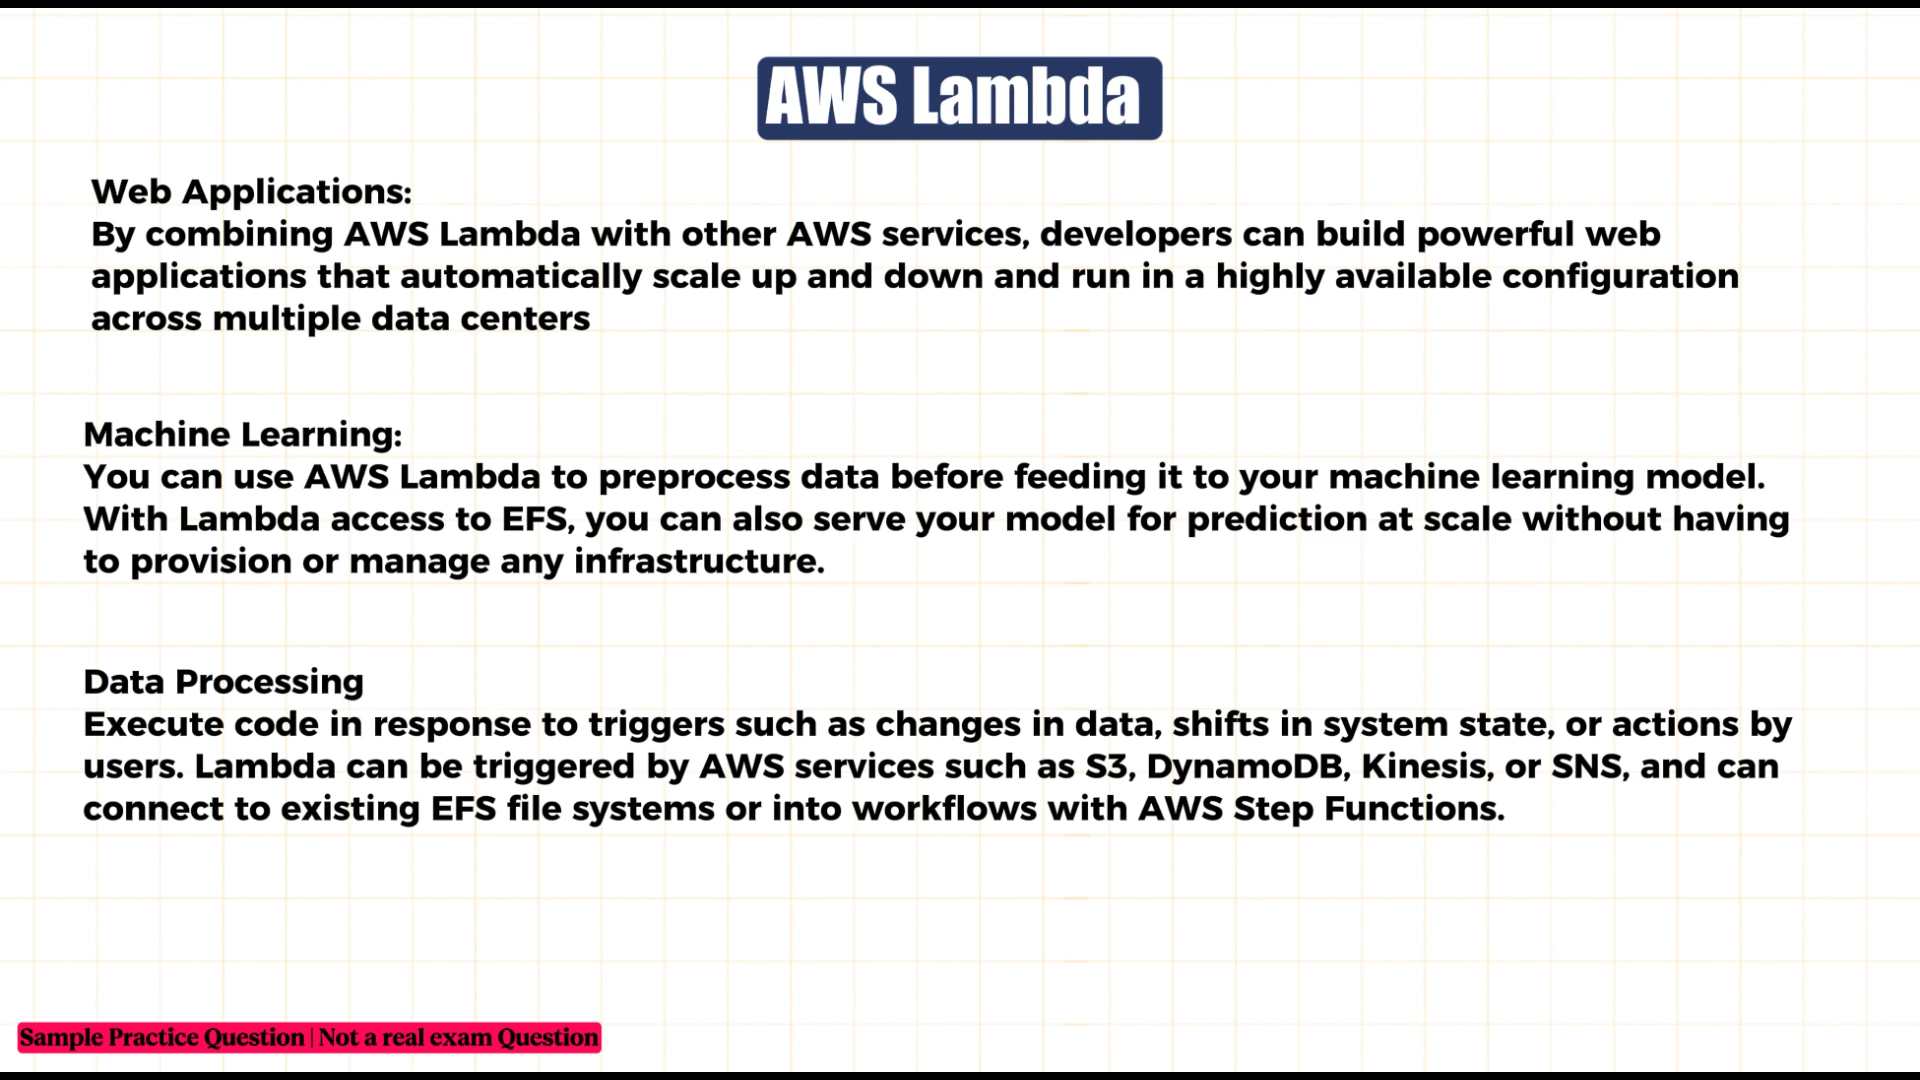 AWS Lambda
Web Applications:
By combining AWS Lambda with other AWS services, developers can build powerful web
applications that automatically scale up and down and run in a highly available configuration
across multiple data centers
Machine Learning:
You can use AWS Lambda to preprocess data before feeding it to your machine learning model.
With Lambda access to EFS, you can also serve your model for prediction at scale without having
to provision or manage any infrastructure.
Data Processing
Execute code in response to triggers such as changes in data, shifts in system state, or actions by
users. Lambda can be triggered by AWS services such as S3, DynamoDB, Kinesis, or SNS, and can
connect to existing EFS file systems or into workflows with AWS Step Functions.
Sample Practice Question | Not a real exam Question